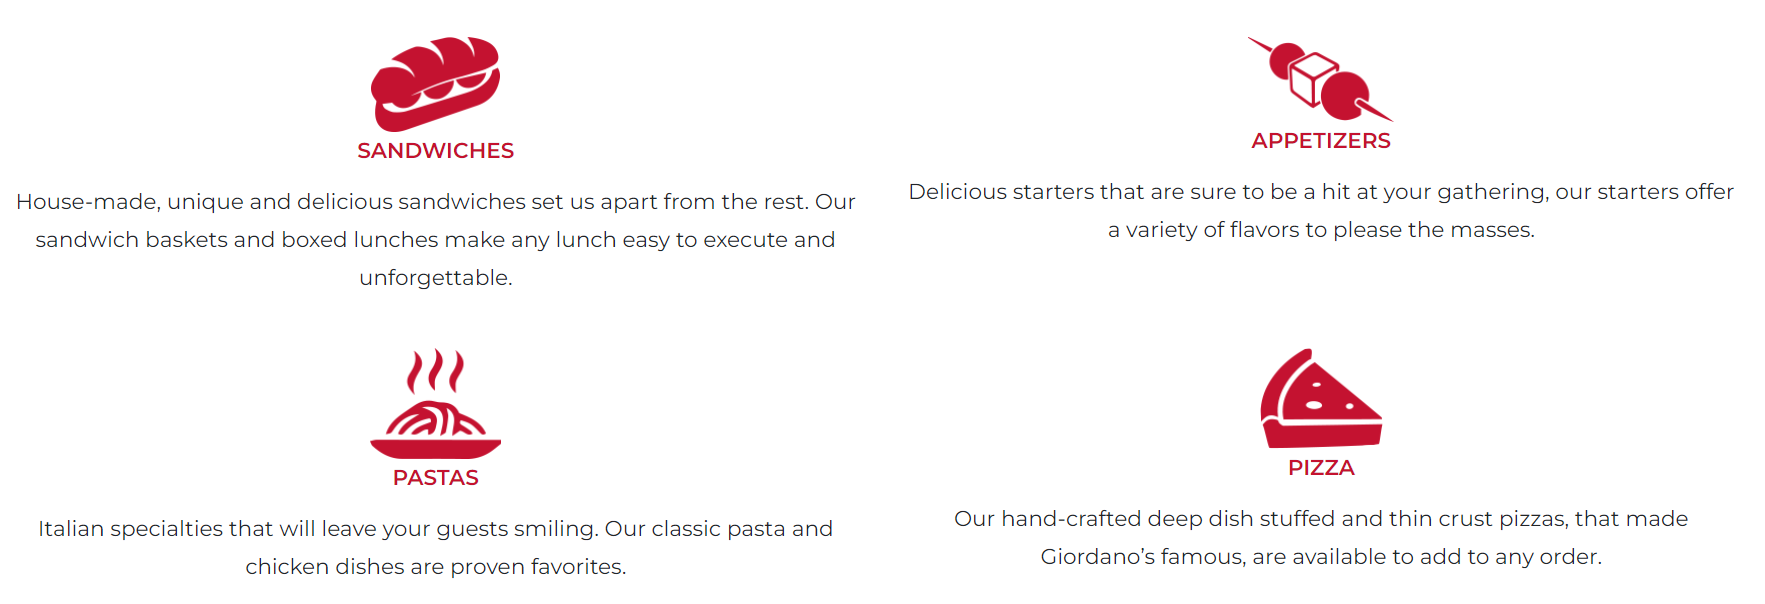 SANDWICHES
House-made, unique and delicious sandwiches set us apart from the rest. Our
sandwich baskets and boxed lunches make any lunch easy to execute and
unforgettable.
APPETIZERS
Delicious starters that are sure to be a hit at your gathering, our starters offer
a variety of flavors to please the masses.
PASTAS
Italian specialties that will leave your guests smiling. Our classic pasta and
chicken dishes are proven favorites.
PIZZA
Our hand-crafted deep dish stuffed and thin crust pizzas, that made
Giordano’s famous, are available to add to any order.